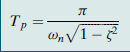 T_p = π / (ω_n √(1 − ζ²))